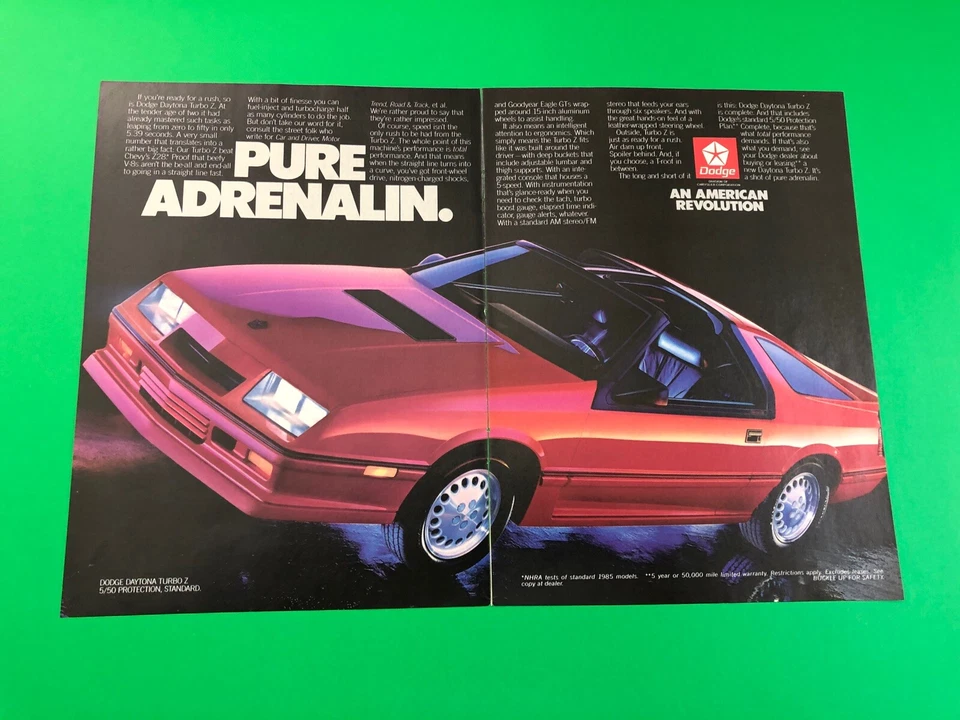 If you're ready for a rush, so
is Dodge Daytona Turbo Z. At
the tender age of two it had
already mastered such tasks as
leaping from zero to fifty in only
5.39 seconds. A very small
number that translates into a
rather big fact: Our Turbo Z beat
Chevy's Z28.* Proof that beefy
V-8s aren't the be-all and end-all
to going in a straight line fast.
With a bit of finesse you can
fuel-inject and turbocharge half
as many cylinders to do the job.
But don't take our word for it,
consult the street folk who
write for Car and Driver, Motor
Trend, Road & Track, et al.
We're rather proud to say that
they're rather impressed.
Of course, speed isn't the
only rush to be had from the
Turbo Z. The whole point of this
machine's performance is total
performance. And that means
when the straight line turns into
a curve, you've got front-wheel
drive, nitrogen-charged shocks,
PURE
ADRENALIN.
and Goodyear Eagle GTs wrap-
ped around 15-inch aluminum
wheels to assist handling.
It also means an intelligent
attention to ergonomics. Which
simply means the Turbo Z fits
like it was built around the
driver—with deep buckets that
include adjustable lumbar and
thigh supports. With an inte-
grated console that houses a
5-speed. With instrumentation
that's glance-ready when you
need to check the tach, turbo
boost gauge, elapsed time indi-
cator, gauge alerts, whatever.
With a standard AM stereo/FM
stereo that feeds your ears
through six speakers. And with
the great hands-on feel of a
leather-wrapped steering wheel.
Outside, Turbo Z is
just as ready for a rush.
Air dam up front.
Spoiler behind. And, if
you choose, a T-roof in
between.
The long and short of it
is this: Dodge Daytona Turbo Z
is complete. And that includes
Dodge's standard 5/50 Protection
Plan.** Complete, because that's
what total performance
demands. If that's also
what you demand, see
your Dodge dealer about
buying or leasing** a
new Daytona Turbo Z. It's
a shot of pure adrenalin.
Dodge
DIVISION OF
CHRYSLER CORPORATION
AN AMERICAN
REVOLUTION
DODGE DAYTONA TURBO Z
5/50 PROTECTION, STANDARD.
*NHRA tests of standard 1985 models. **5 year or 50,000 mile limited warranty. Restrictions apply. Excludes leases. See
copy at dealer.
BUCKLE UP FOR SAFETY.